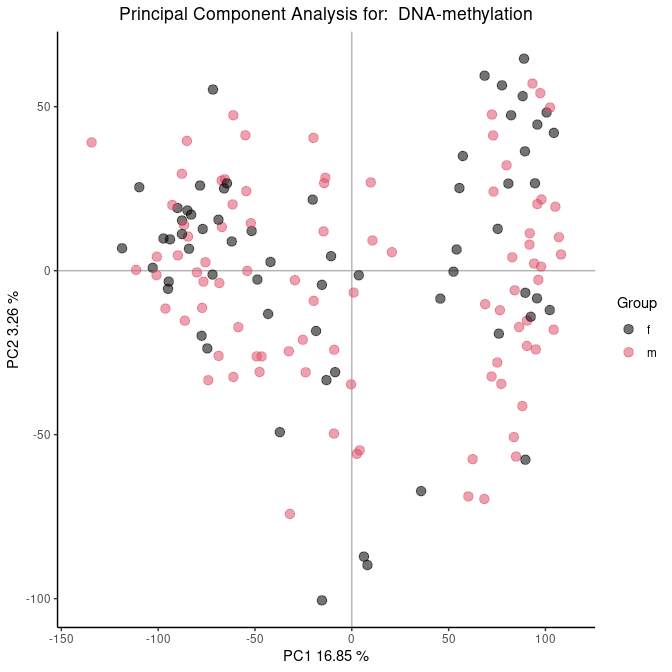 Principal Component Analysis for:  DNA-methylation
50
0
-50
-100
PC2 3.26 %
-150
-100
-50
0
50
100
PC1 16.85 %
Group
f
m